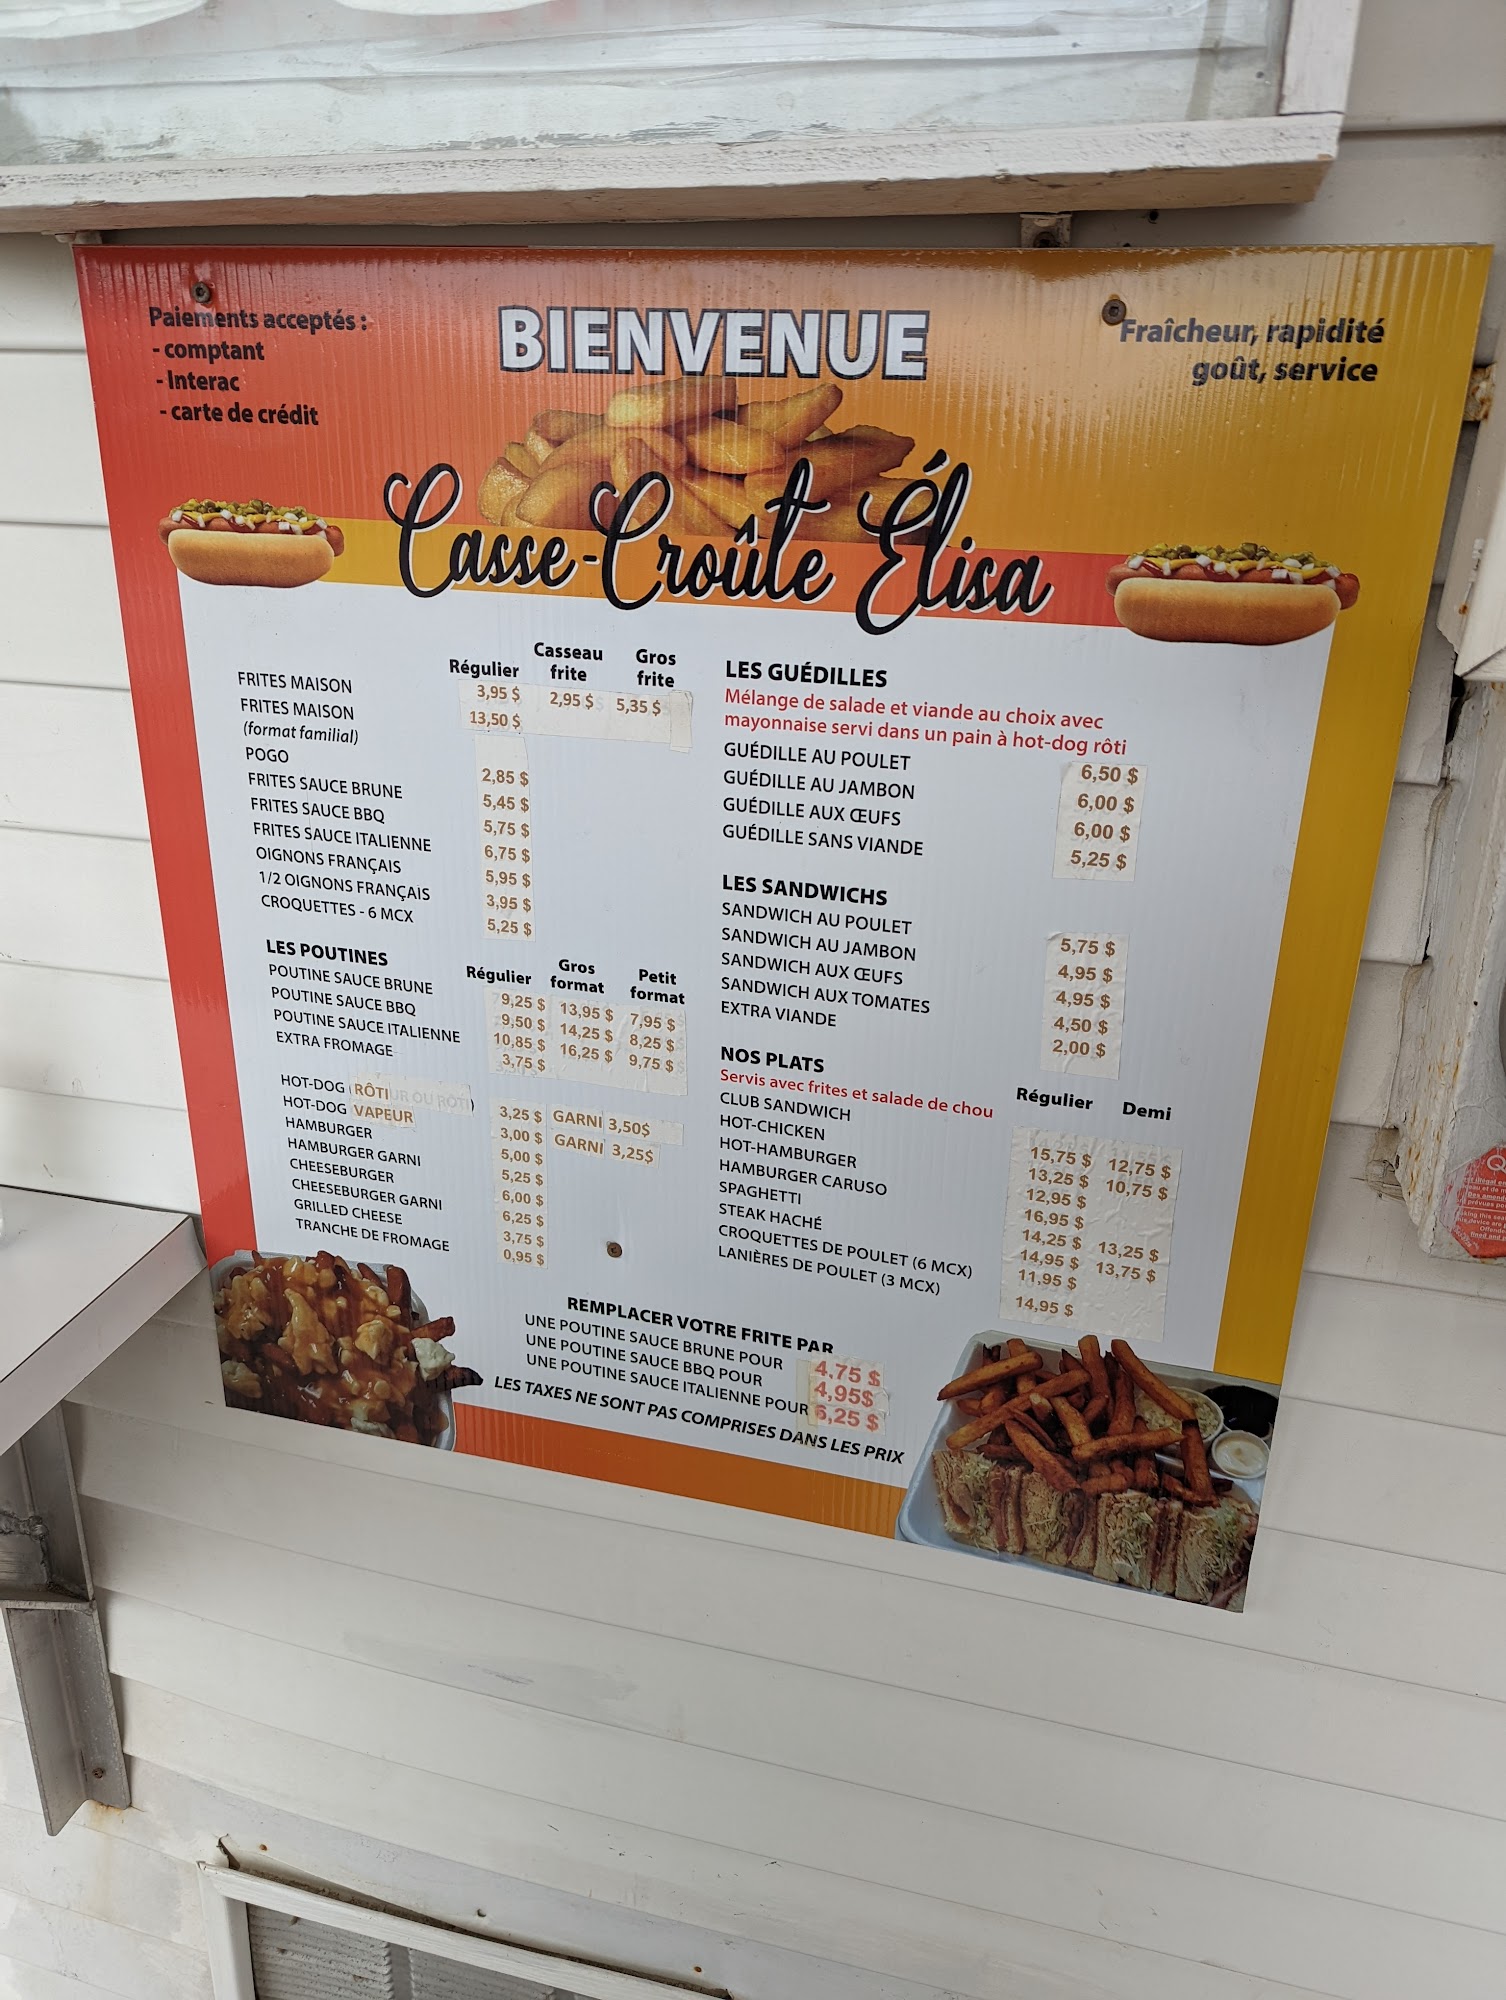 Paiements acceptés :
- comptant
- Interac
- carte de crédit
BIENVENUE
Fraîcheur, rapidité
goût, service
Casse-Croûte Élisa
Régulier Casseau frite Gros frite
FRITES MAISON 3,95 $ 2,95 $ 5,35 $
FRITES MAISON 13,50 $
(format familial)
POGO 2,85 $
FRITES SAUCE BRUNE 5,45 $
FRITES SAUCE BBQ 5,75 $
FRITES SAUCE ITALIENNE 6,75 $
OIGNONS FRANÇAIS 5,95 $
1/2 OIGNONS FRANÇAIS 3,95 $
CROQUETTES - 6 MCX 5,25 $
LES POUTINES Régulier Gros format Petit format
POUTINE SAUCE BRUNE 9,25 $ 13,95 $ 7,95 $
POUTINE SAUCE BBQ 9,50 $ 14,25 $ 8,25 $
POUTINE SAUCE ITALIENNE 10,85 $ 16,25 $ 9,75 $
EXTRA FROMAGE 3,75 $
HOT-DOG RÔTI 3,25 $ GARNI 3,50$
HOT-DOG VAPEUR 3,00 $ GARNI 3,25$
HAMBURGER 5,00 $
HAMBURGER GARNI 5,25 $
CHEESEBURGER 6,00 $
CHEESEBURGER GARNI 6,25 $
GRILLED CHEESE 3,75 $
TRANCHE DE FROMAGE 0,95 $
LES GUÉDILLES
Mélange de salade et viande au choix avec
mayonnaise servi dans un pain à hot-dog rôti
GUÉDILLE AU POULET 6,50 $
GUÉDILLE AU JAMBON 6,00 $
GUÉDILLE AUX ŒUFS 6,00 $
GUÉDILLE SANS VIANDE 5,25 $
LES SANDWICHS
SANDWICH AU POULET 5,75 $
SANDWICH AU JAMBON 4,95 $
SANDWICH AUX ŒUFS 4,95 $
SANDWICH AUX TOMATES 4,50 $
EXTRA VIANDE 2,00 $
NOS PLATS
Servis avec frites et salade de chou Régulier Demi
CLUB SANDWICH 15,75 $ 12,75 $
HOT-CHICKEN 13,25 $ 10,75 $
HOT-HAMBURGER 12,95 $
HAMBURGER CARUSO 16,95 $
SPAGHETTI 14,25 $ 13,25 $
STEAK HACHÉ 14,95 $ 13,75 $
CROQUETTES DE POULET (6 MCX) 11,95 $
LANIÈRES DE POULET (3 MCX) 14,95 $
REMPLACER VOTRE FRITE PAR
UNE POUTINE SAUCE BRUNE POUR 4,75 $
UNE POUTINE SAUCE BBQ POUR 4,95$
UNE POUTINE SAUCE ITALIENNE POUR 6,25 $
LES TAXES NE SONT PAS COMPRISES DANS LES PRIX